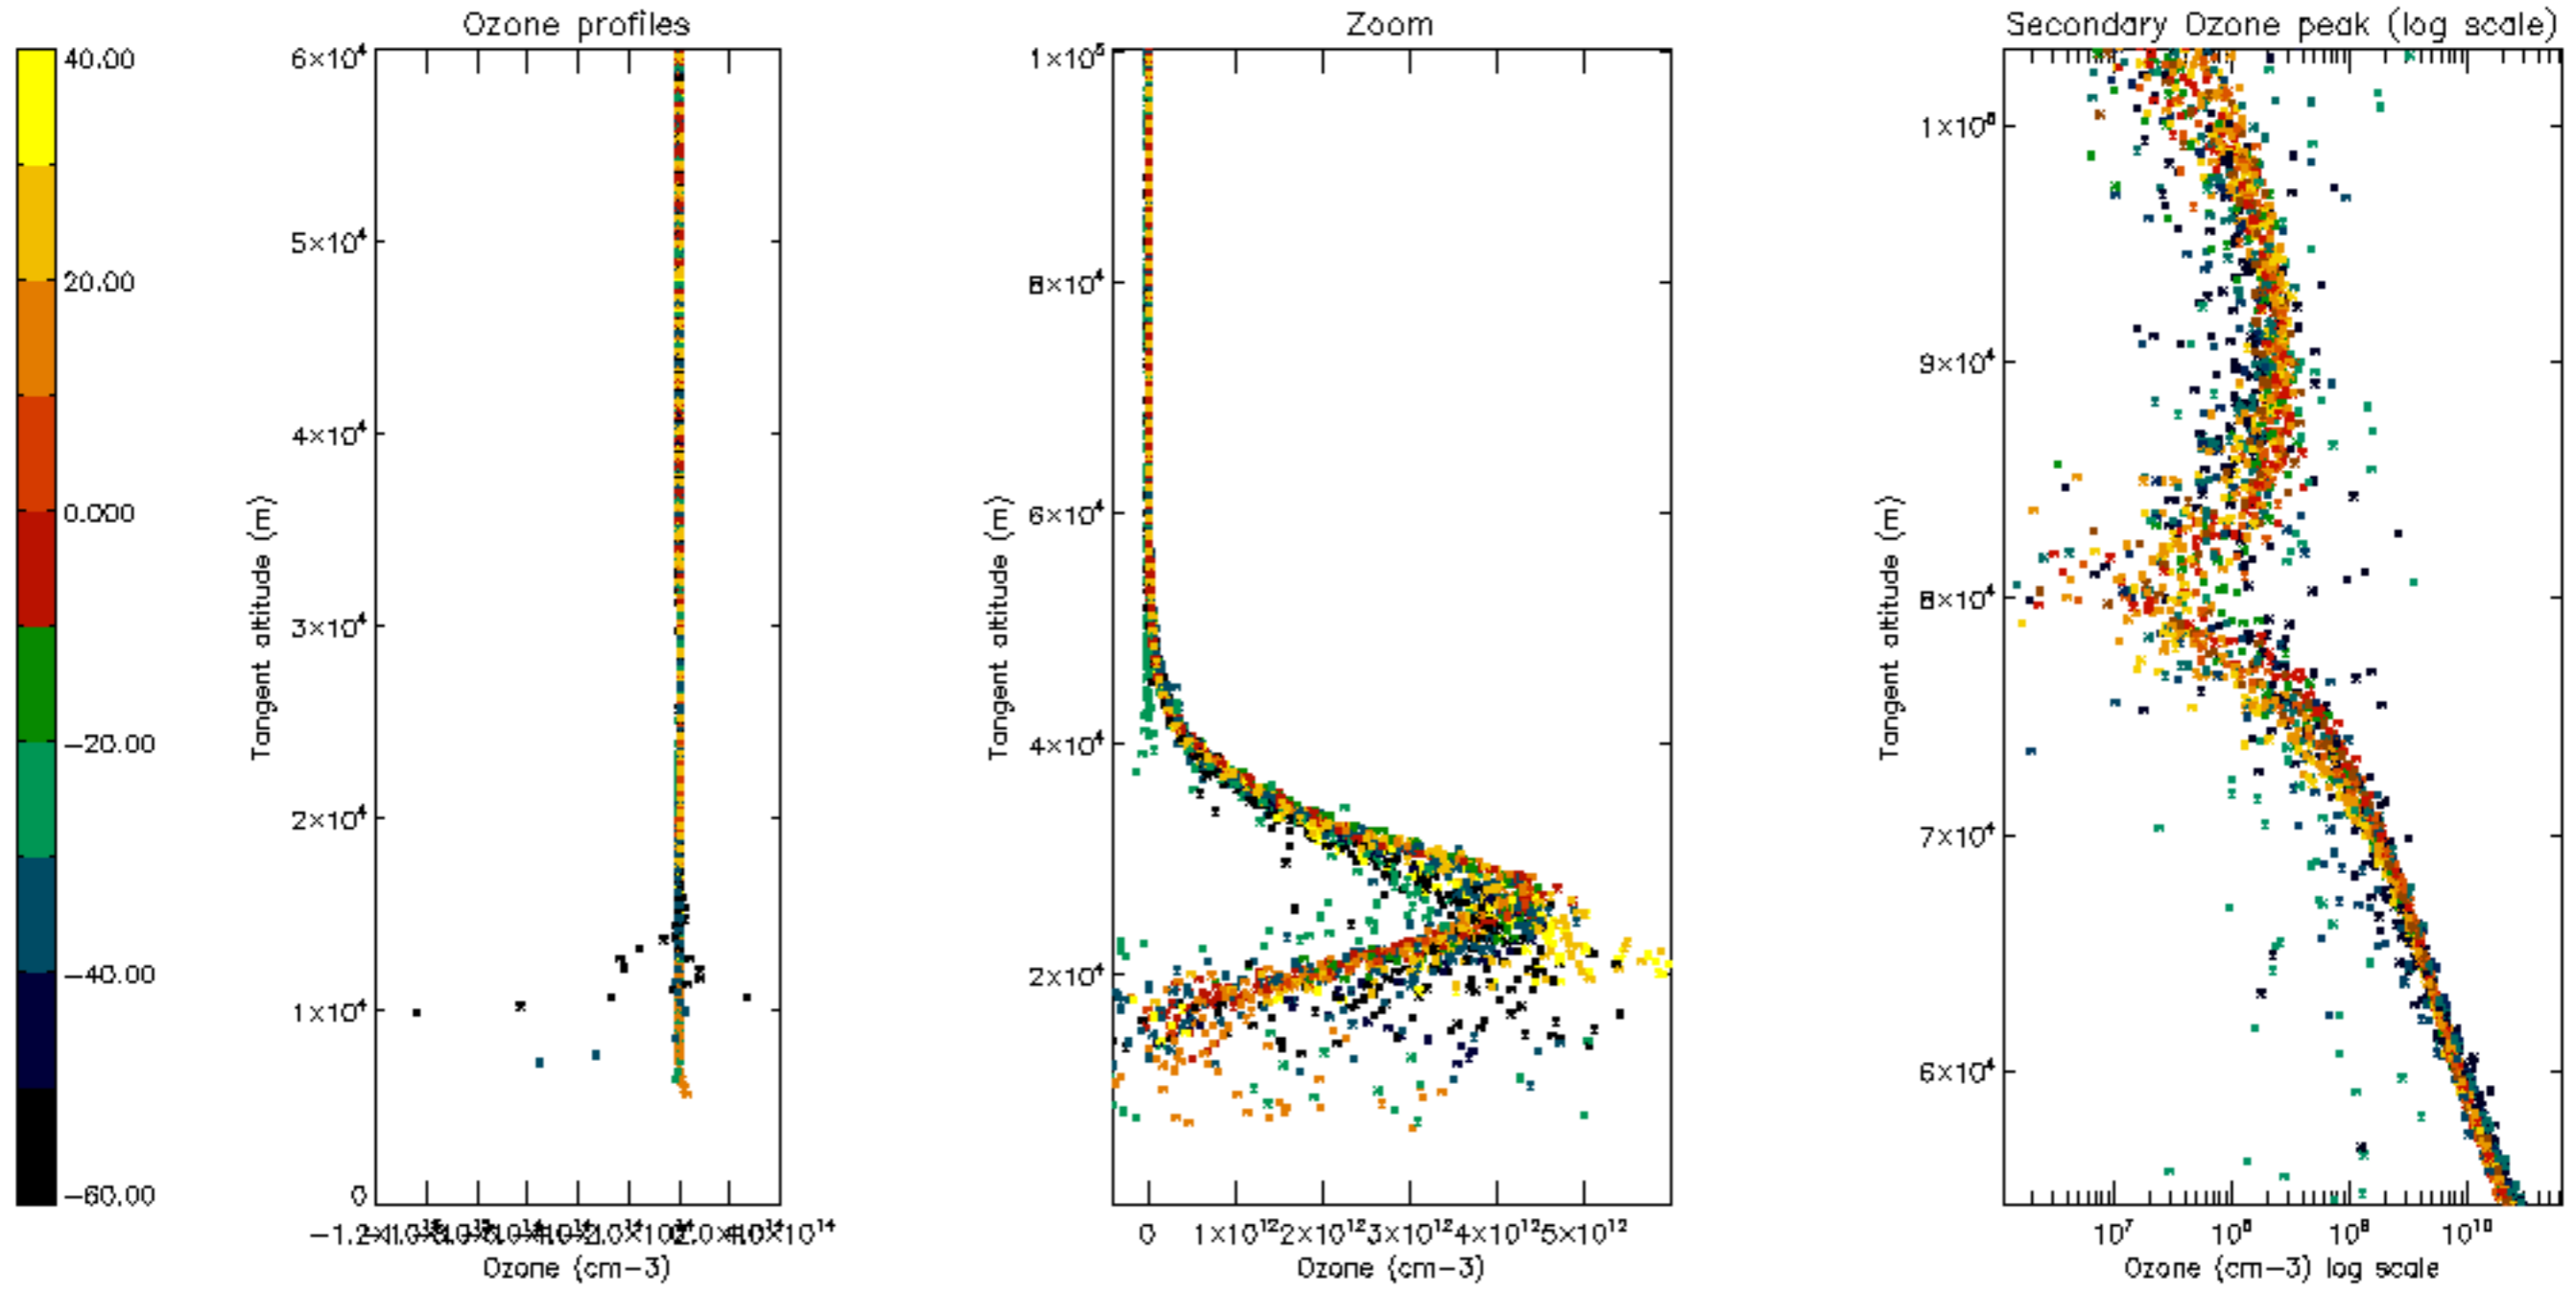 Ozone profiles
Zoom
Secondary Ozone peak (log scale)
40.00
20.00
0.000
−20.00
−40.00
−60.00
6×10⁴
5×10⁴
4×10⁴
3×10⁴
2×10⁴
1×10⁴
0
Tangent altitude (m)
Ozone (cm−3)
1×10⁵
8×10⁴
6×10⁴
4×10⁴
2×10⁴
Tangent altitude (m)
0 1×10¹² 2×10¹² 3×10¹² 4×10¹² 5×10¹²
Ozone (cm−3)
9×10⁴
8×10⁴
7×10⁴
6×10⁴
Tangent altitude (m)
10⁷ 10⁸ 10⁹ 10¹⁰
Ozone (cm−3) log scale